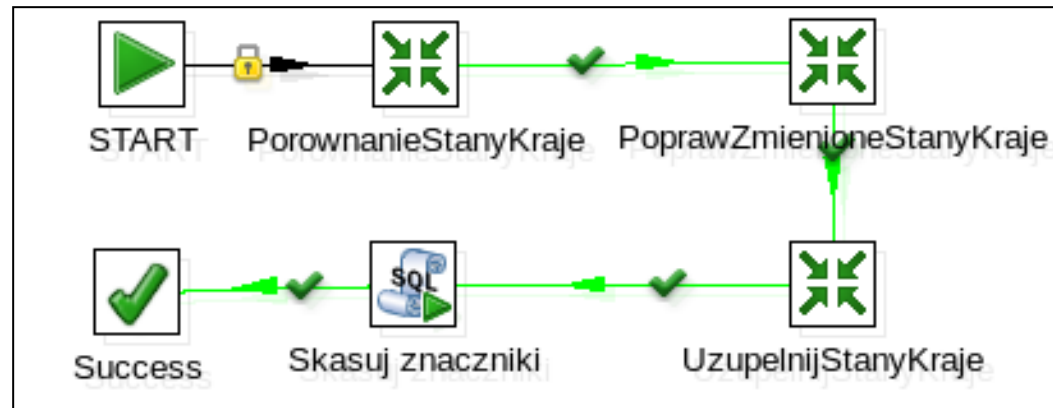 START
PorownanieStanyKraje
PoprawZmienioneStanyKraje
SQL
Success
Skasuj znaczniki
UzupelnijStanyKraje